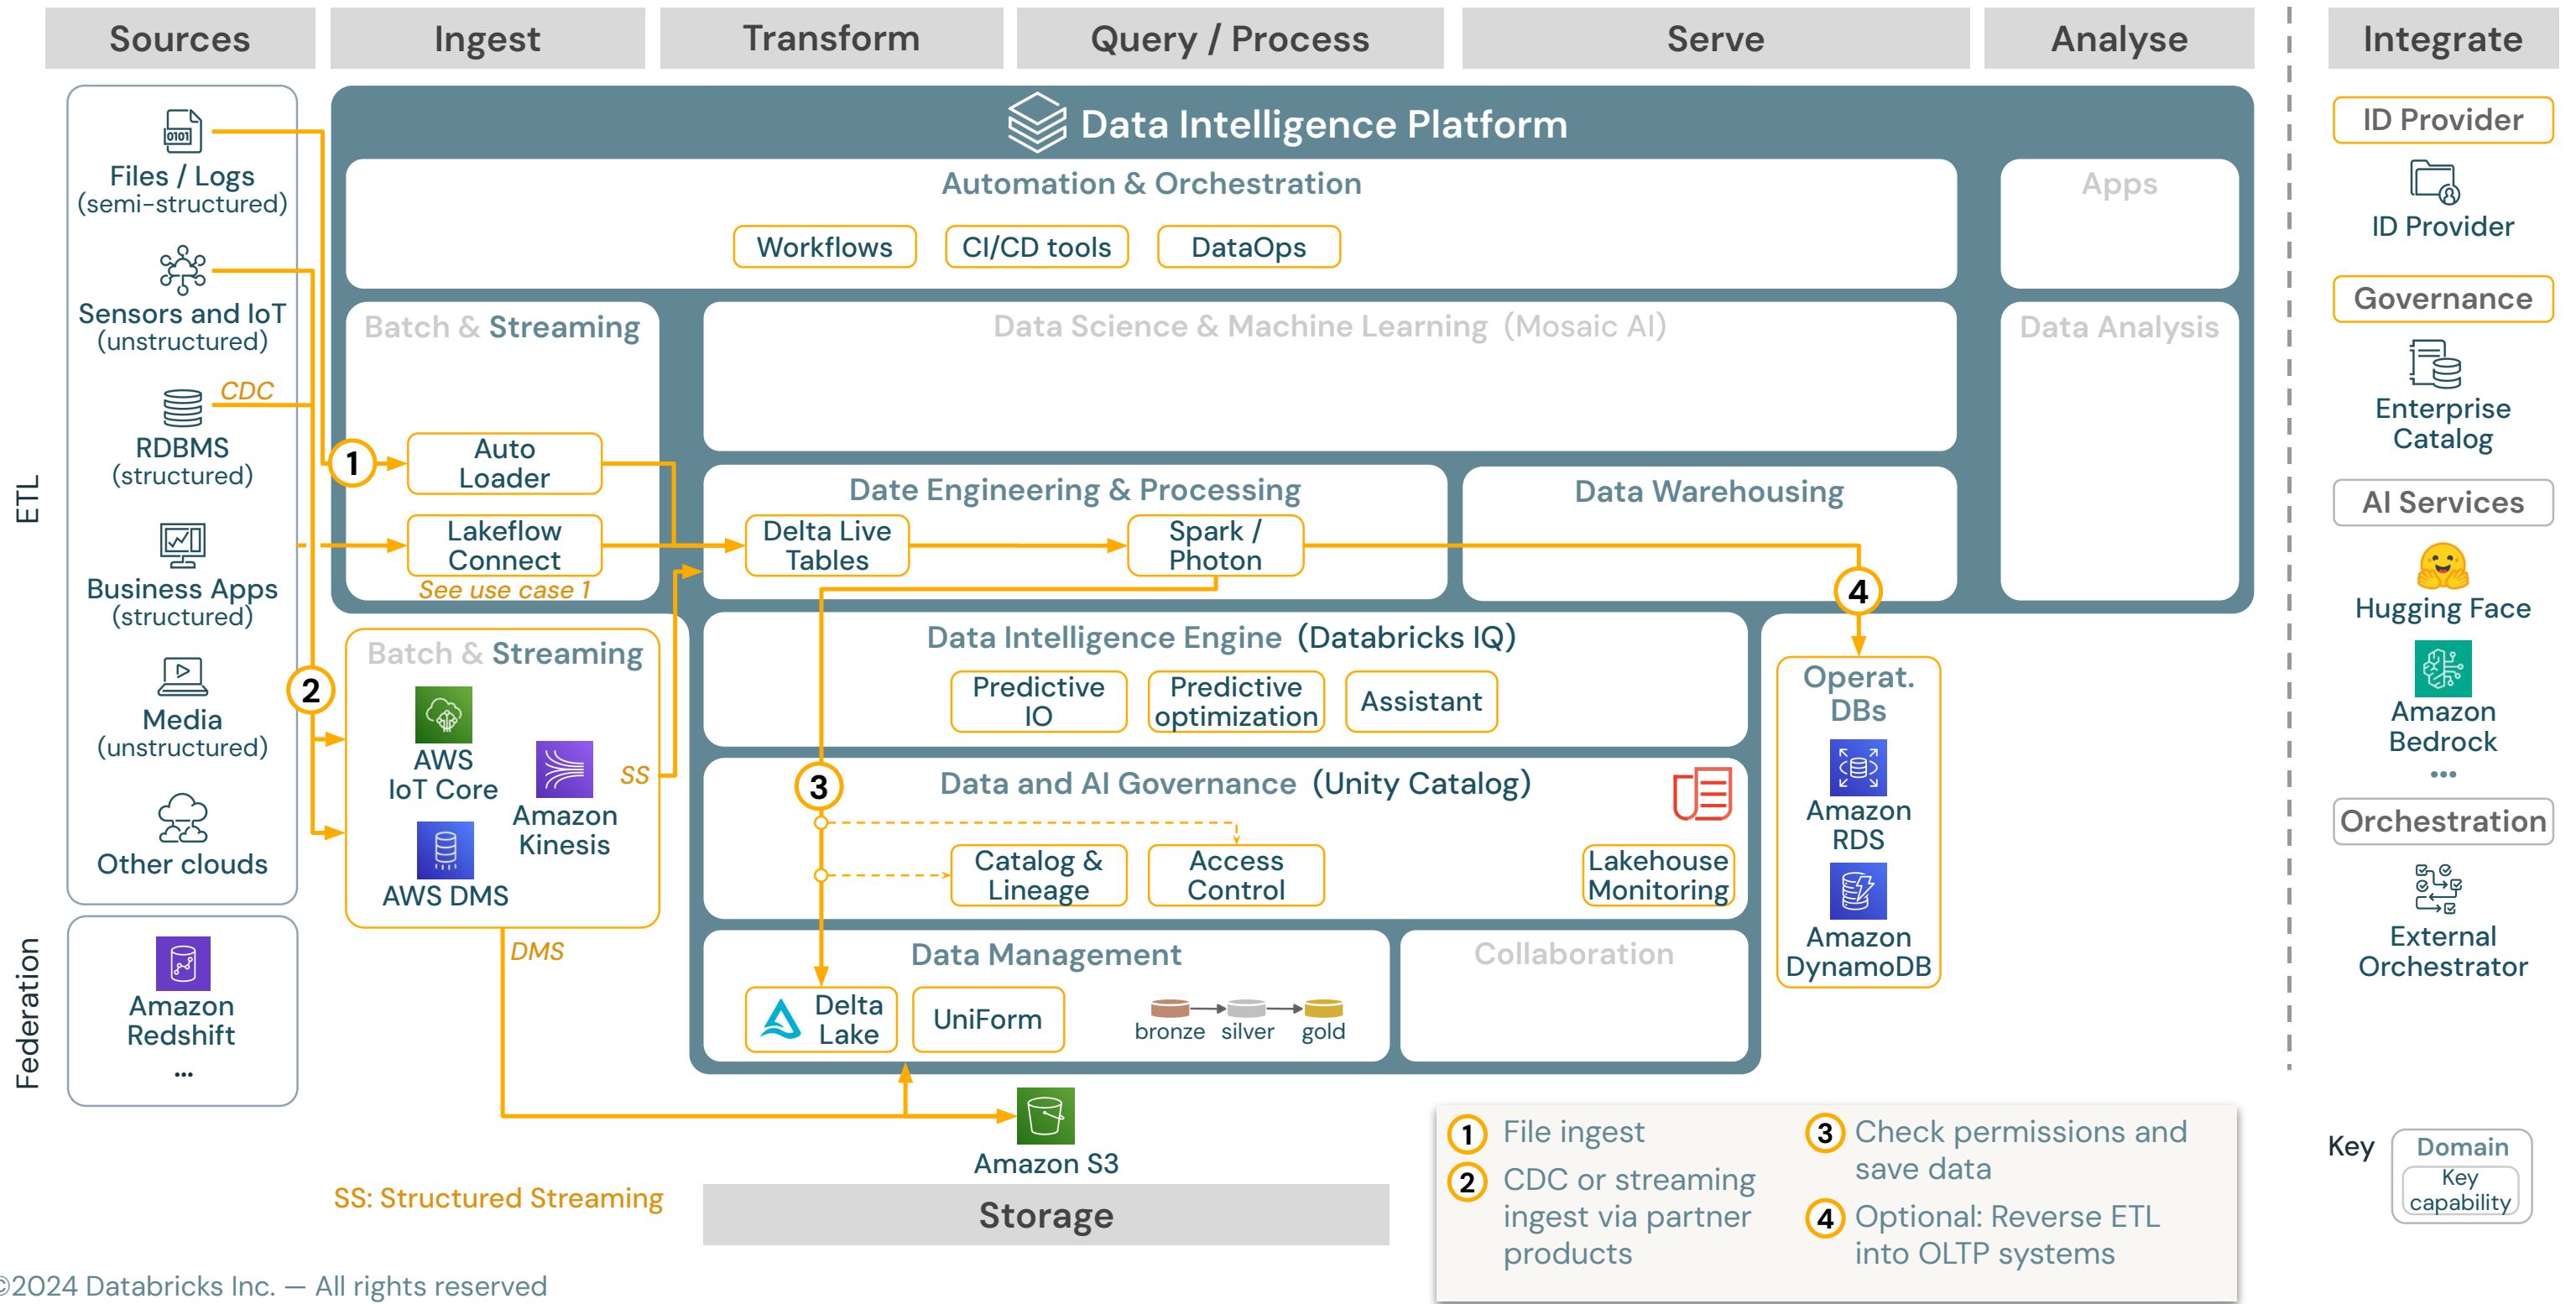 Sources
Ingest
Transform
Query / Process
Serve
Analyse
Integrate
ETL
Federation
0101
Files / Logs
(semi-structured)
Sensors and IoT
(unstructured)
CDC
RDBMS
(structured)
Business Apps
(structured)
Media
(unstructured)
Other clouds
Amazon
Redshift
...
Data Intelligence Platform
Automation & Orchestration
Workflows
CI/CD tools
DataOps
Apps
Batch & Streaming
1
Auto
Loader
Lakeflow
Connect
See use case 1
Data Science & Machine Learning (Mosaic AI)
Data Analysis
Date Engineering & Processing
Delta Live
Tables
Spark /
Photon
Data Warehousing
4
2
Batch & Streaming
AWS
IoT Core
Amazon
Kinesis
AWS DMS
SS
DMS
Data Intelligence Engine (Databricks IQ)
Predictive
IO
Predictive
optimization
Assistant
3
Data and AI Governance (Unity Catalog)
Catalog &
Lineage
Access
Control
Lakehouse
Monitoring
Data Management
Delta
Lake
UniForm
bronze
silver
gold
Collaboration
Operat.
DBs
Amazon
RDS
Amazon
DynamoDB
Amazon S3
SS: Structured Streaming
Storage
ID Provider
ID Provider
Governance
Enterprise
Catalog
AI Services
Hugging Face
Amazon
Bedrock
...
Orchestration
External
Orchestrator
1 File ingest
2 CDC or streaming
ingest via partner
products
3 Check permissions and
save data
4 Optional: Reverse ETL
into OLTP systems
Key
Domain
Key
capability
©2024 Databricks Inc. — All rights reserved